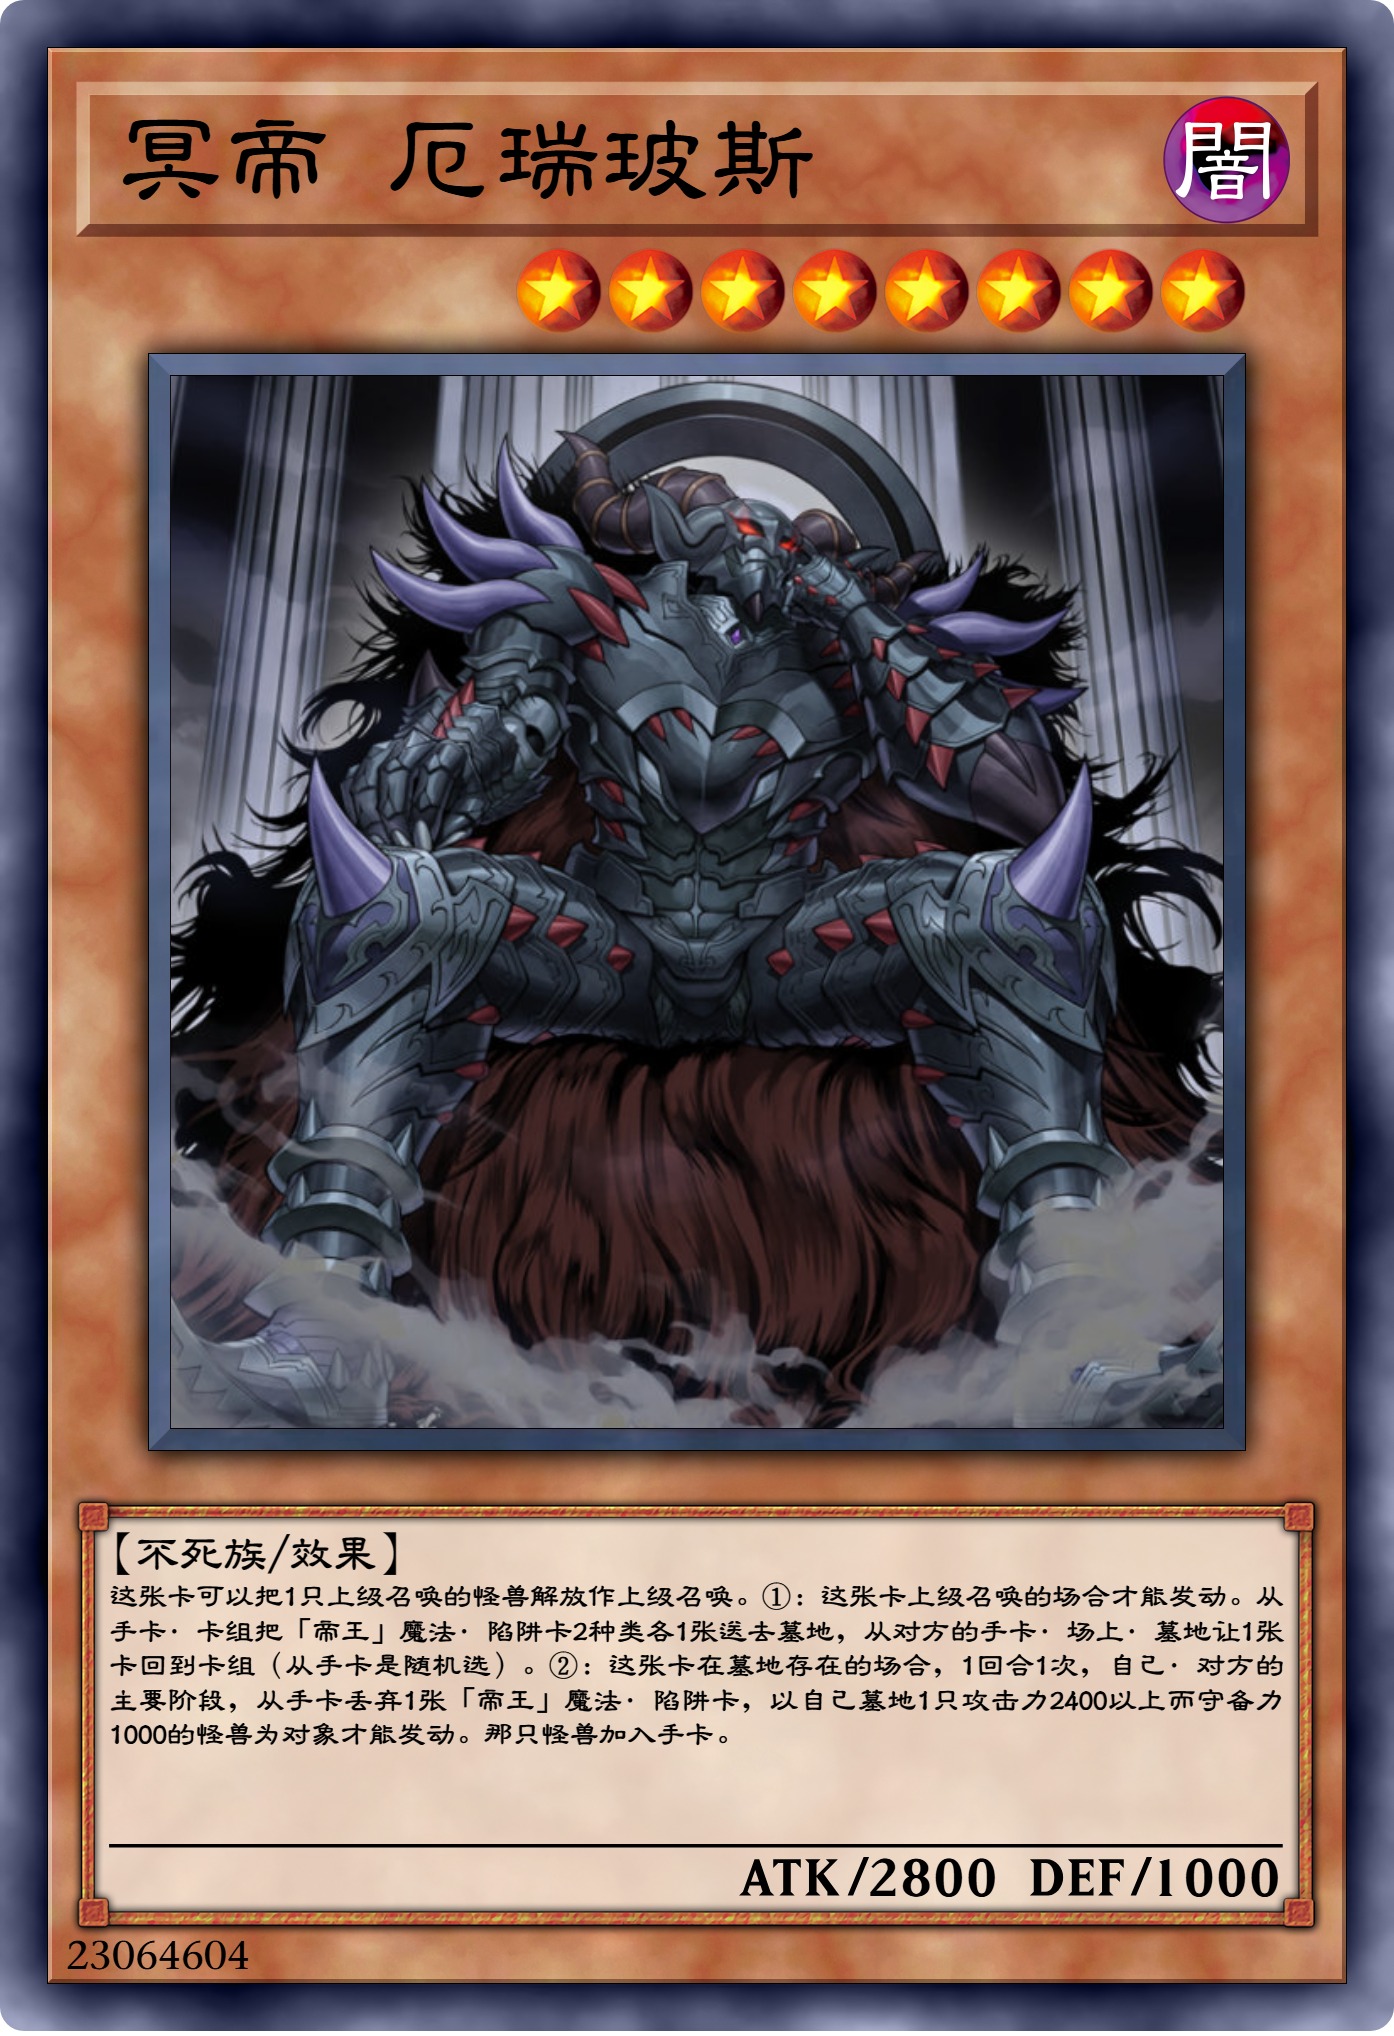 冥帝 厄瑞玻斯
闇
【不死族/效果】
这张卡可以把1只上级召唤的怪兽解放作上级召唤。①：这张卡上级召唤的场合才能发动。从
手卡·卡组把「帝王」魔法·陷阱卡2种类各1张送去墓地，从对方的手卡·场上·墓地让1张
卡回到卡组（从手卡是随机选）。②：这张卡在墓地存在的场合，1回合1次，自己·对方的
主要阶段，从手卡丢弃1张「帝王」魔法·陷阱卡，以自己墓地1只攻击力2400以上而守备力
1000的怪兽为对象才能发动。那只怪兽加入手卡。
ATK/2800 DEF/1000
23064604